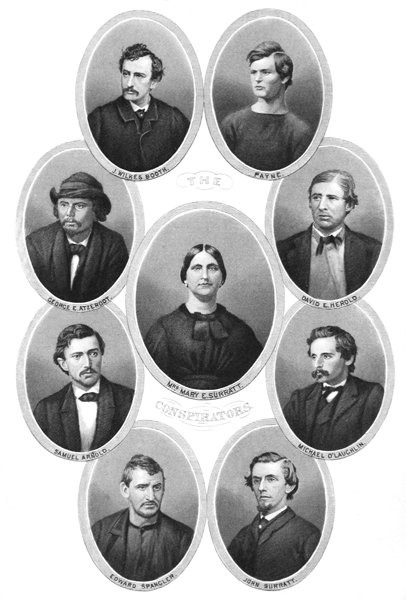 J. WILKES BOOTH.
PAYNE.
THE
GEORGE E. ATZERODT.
DAVID E. HEROLD.
MRS MARY E. SURRATT.
CONSPIRATORS.
SAMUEL ARNOLD.
MICHAEL O'LAUGHLIN.
EDWARD SPANGLER.
JOHN SURRATT.